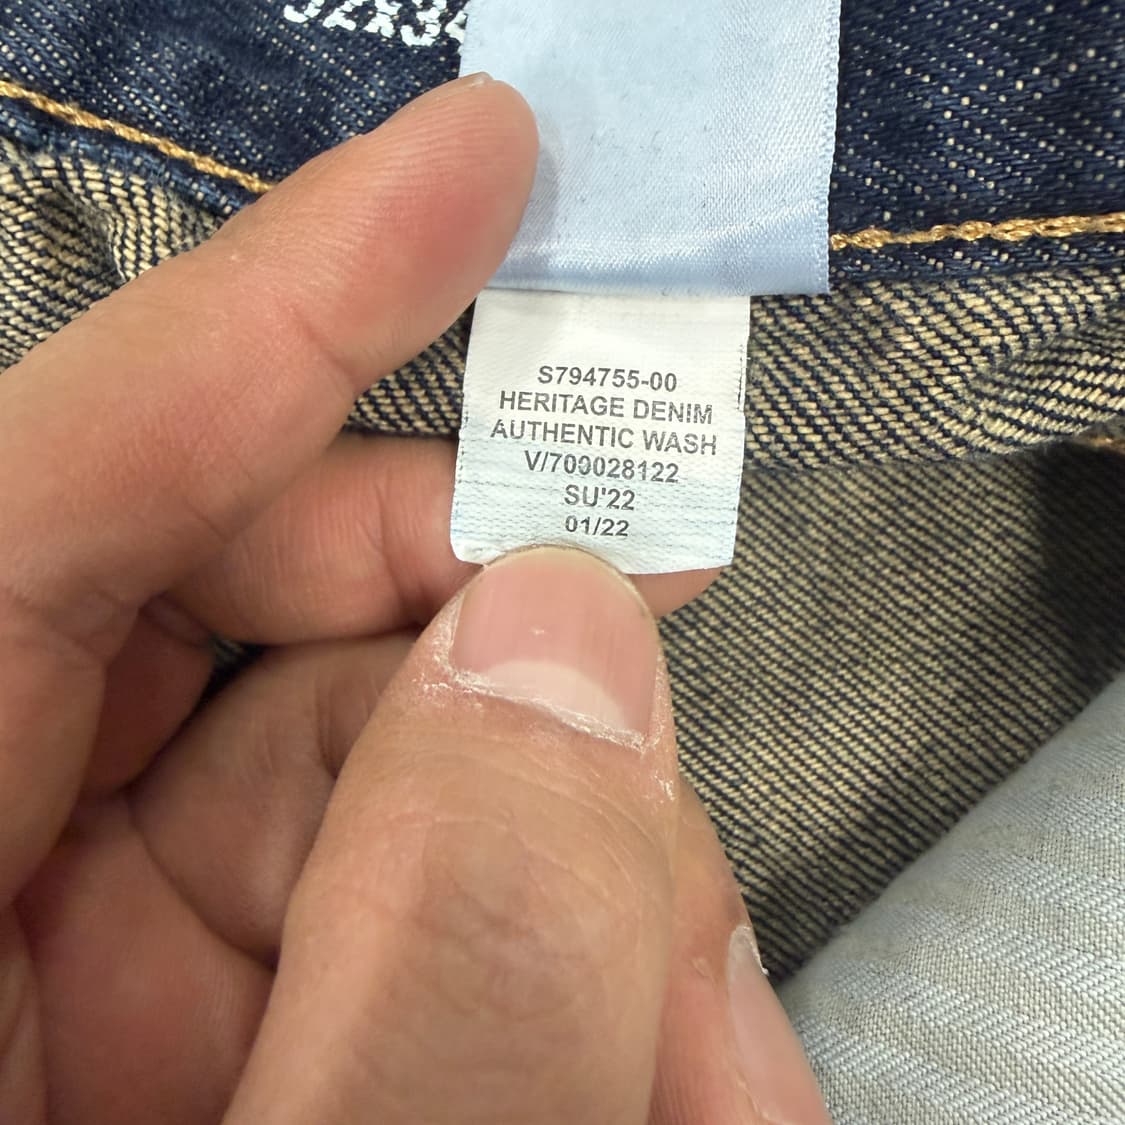 S794755-00
HERITAGE DENIM
AUTHENTIC WASH
V/700028122
SU'22
01/22